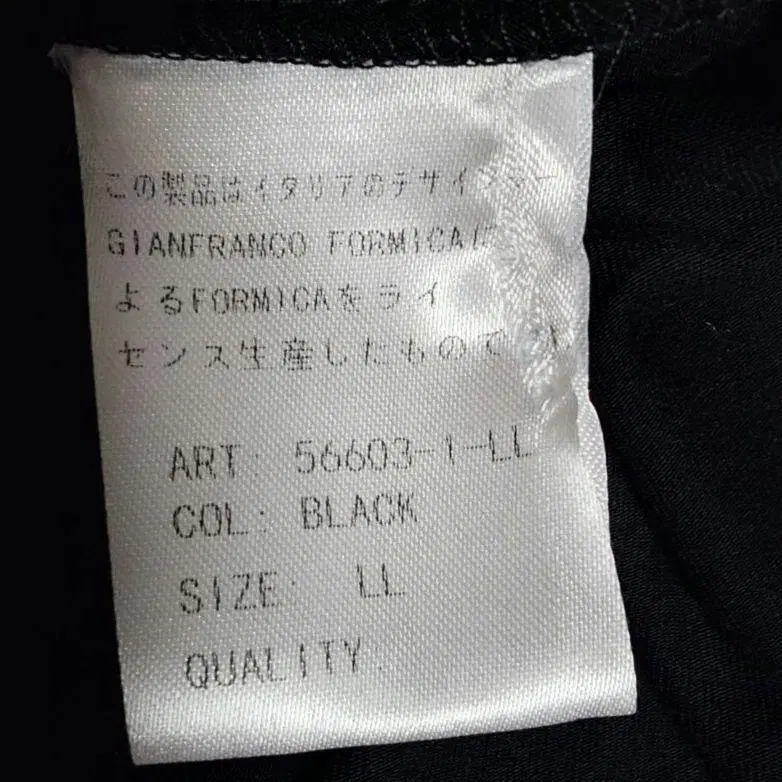 この製品はイタリアのデザイナー
GIANFRANCO FORMICAに
よるFORMICAをライ
センス生産したものです
ART: 56603-1-LL
COL: BLACK
SIZE: LL
QUALITY: